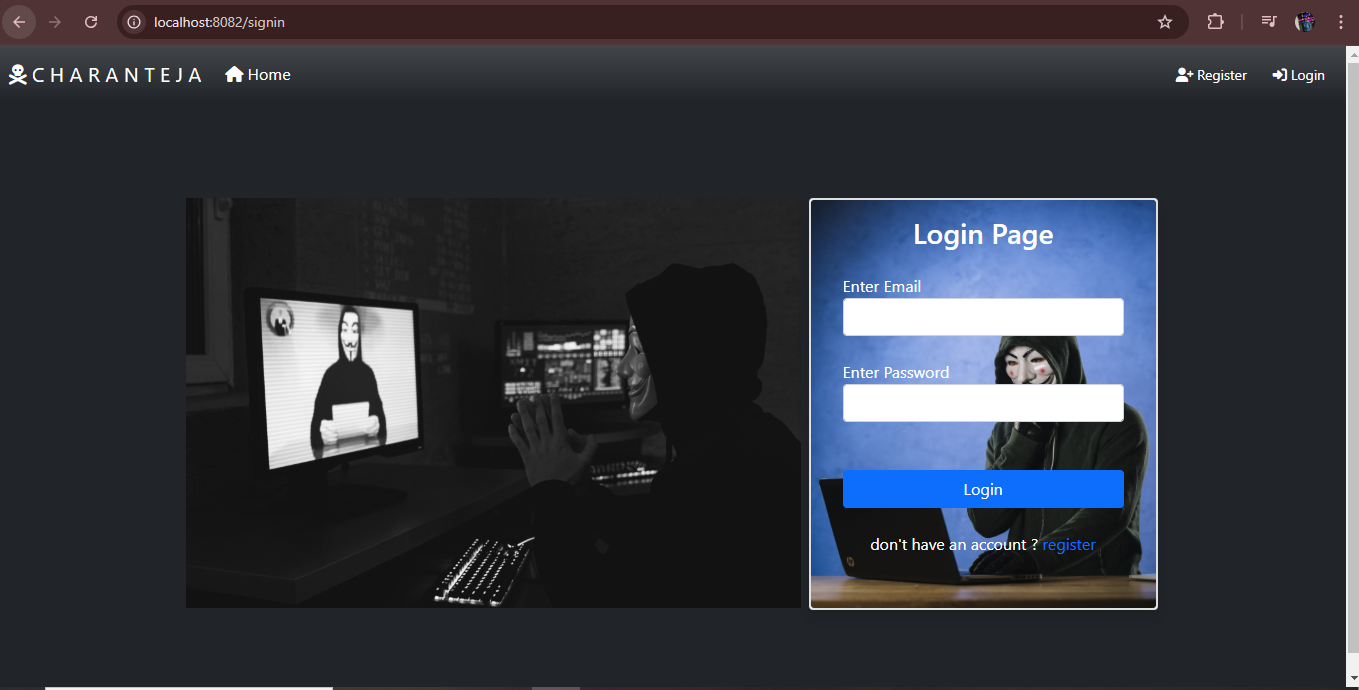 localhost:8082/signin
CHARANTEJA Home Register Login
Login Page
Enter Email
Enter Password
Login
don't have an account ? register